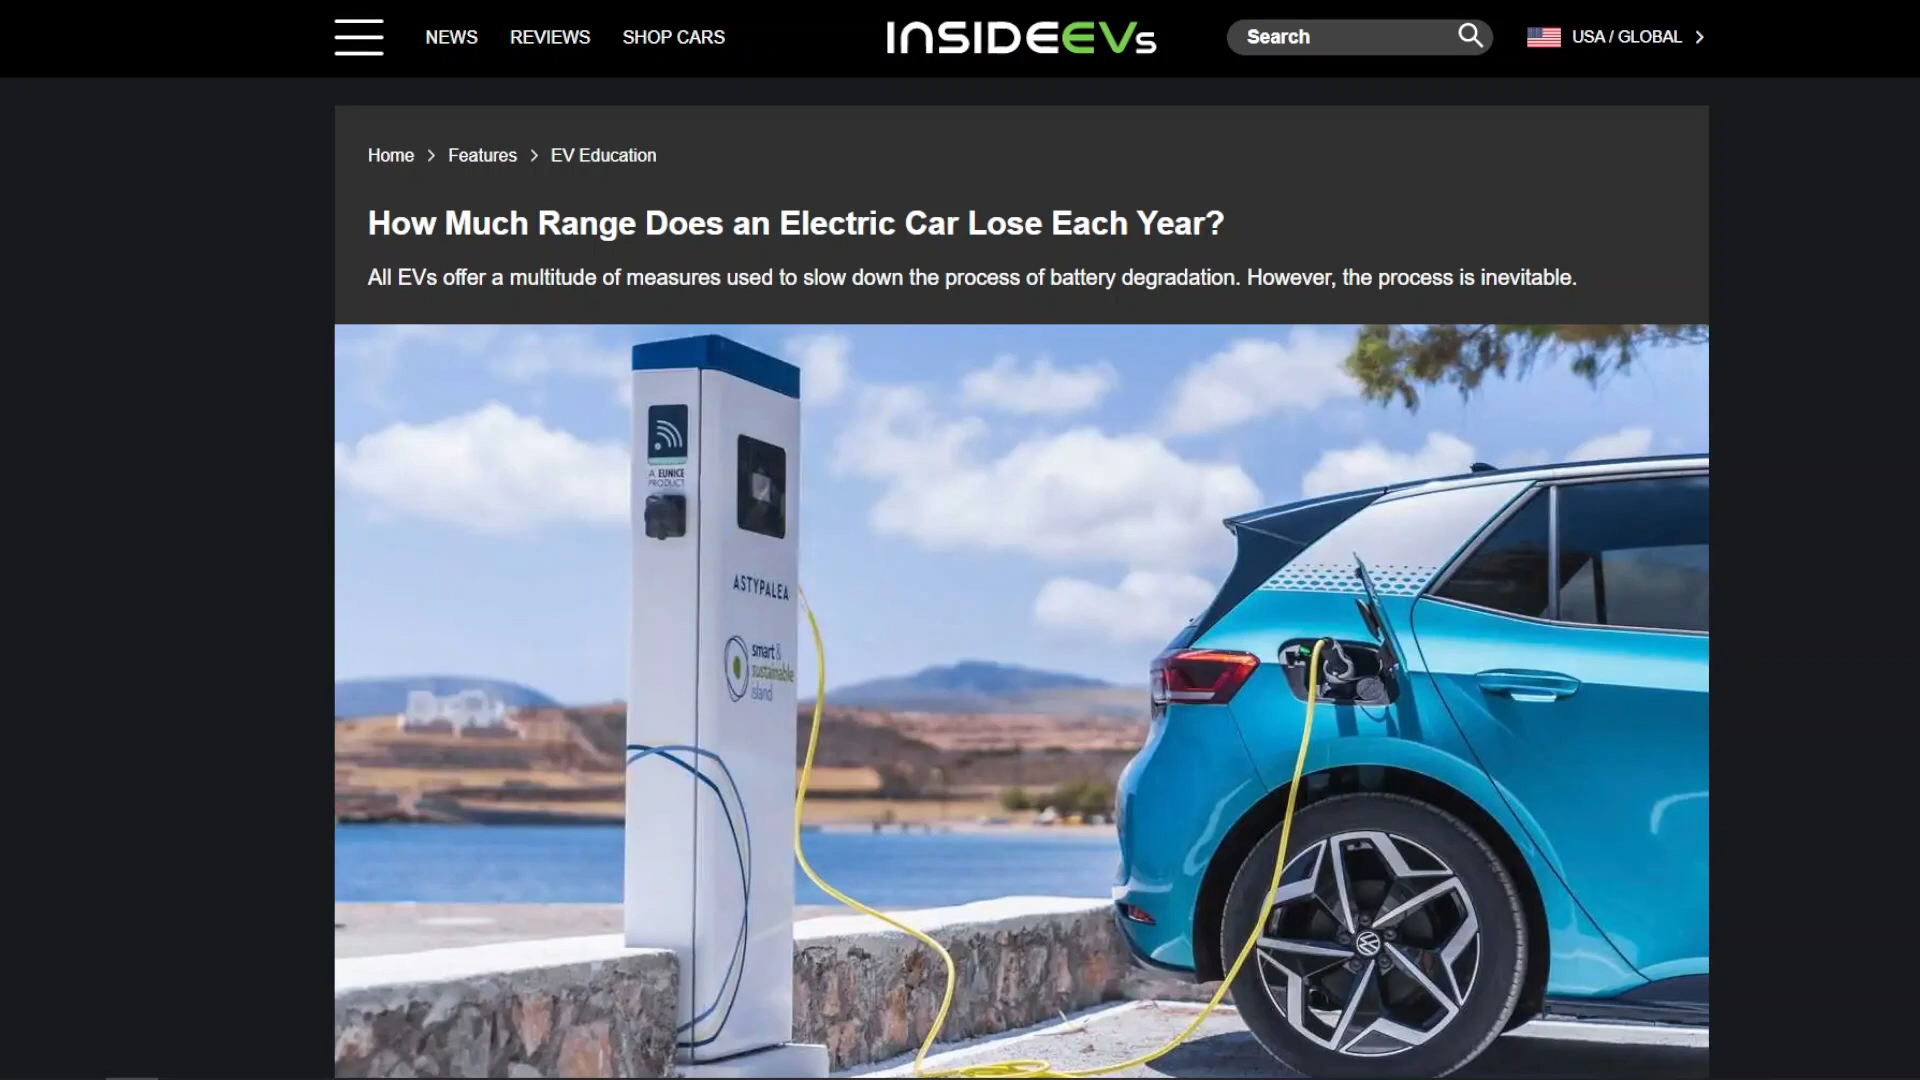 NEWS REVIEWS SHOP CARS INSIDEEVs Search USA / GLOBAL
Home > Features > EV Education
How Much Range Does an Electric Car Lose Each Year?
All EVs offer a multitude of measures used to slow down the process of battery degradation. However, the process is inevitable.
A EUNICE
PRODUCT
ASTYPALEA
smart &
sustainable
island